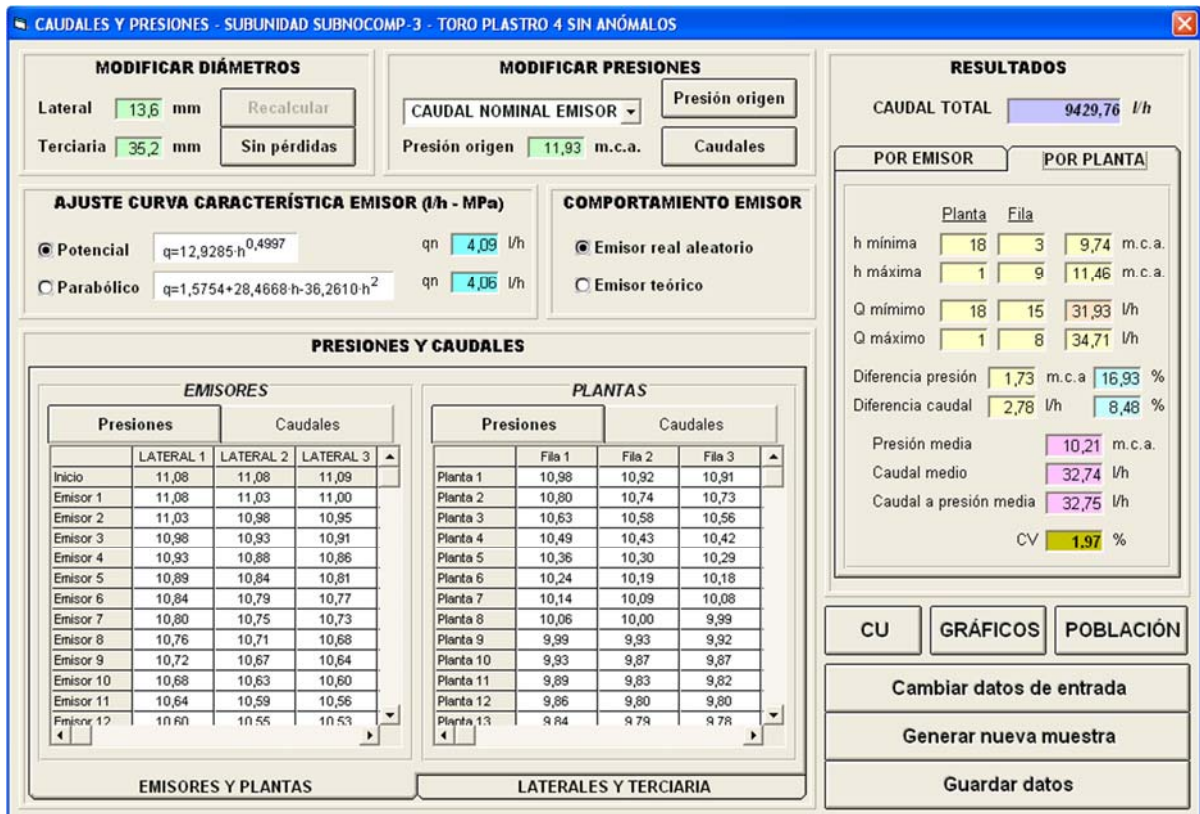 CAUDALES Y PRESIONES - SUBUNIDAD SUBNOCOMP-3 - TORO PLASTRO 4 SIN ANÓMALOS
MODIFICAR DIÁMETROS
Lateral 13,6 mm Recalcular
Terciaria 35,2 mm Sin pérdidas
MODIFICAR PRESIONES
CAUDAL NOMINAL EMISOR Presión origen
Presión origen 11,93 m.c.a. Caudales
AJUSTE CURVA CARACTERÍSTICA EMISOR (l/h - MPa)
Potencial q=12,9285·h^0,4997 qn 4,09 l/h
Parabólico q=1,5754+28,4668·h-36,2610·h^2 qn 4,06 l/h
COMPORTAMIENTO EMISOR
Emisor real aleatorio
Emisor teórico
PRESIONES Y CAUDALES
EMISORES
Presiones Caudales
LATERAL 1 LATERAL 2 LATERAL 3
Inicio 11,08 11,08 11,09
Emisor 1 11,08 11,03 11,00
Emisor 2 11,03 10,98 10,95
Emisor 3 10,98 10,93 10,91
Emisor 4 10,93 10,88 10,86
Emisor 5 10,89 10,84 10,81
Emisor 6 10,84 10,79 10,77
Emisor 7 10,80 10,75 10,73
Emisor 8 10,76 10,71 10,68
Emisor 9 10,72 10,67 10,64
Emisor 10 10,68 10,63 10,60
Emisor 11 10,64 10,59 10,56
Emisor 12 10,60 10,55 10,53
PLANTAS
Presiones Caudales
Fila 1 Fila 2 Fila 3
Planta 1 10,98 10,92 10,91
Planta 2 10,80 10,74 10,73
Planta 3 10,63 10,58 10,56
Planta 4 10,49 10,43 10,42
Planta 5 10,36 10,30 10,29
Planta 6 10,24 10,19 10,18
Planta 7 10,14 10,09 10,08
Planta 8 10,06 10,00 9,99
Planta 9 9,99 9,93 9,92
Planta 10 9,93 9,87 9,87
Planta 11 9,89 9,83 9,82
Planta 12 9,86 9,80 9,80
Planta 13 9,84 9,79 9,78
EMISORES Y PLANTAS LATERALES Y TERCIARIA
RESULTADOS
CAUDAL TOTAL 9429,76 l/h
POR EMISOR POR PLANTA
Planta Fila
h mínima 18 3 9,74 m.c.a.
h máxima 1 9 11,46 m.c.a.
Q mímimo 18 15 31,93 l/h
Q máximo 1 8 34,71 l/h
Diferencia presión 1,73 m.c.a 16,93 %
Diferencia caudal 2,78 l/h 8,48 %
Presión media 10,21 m.c.a.
Caudal medio 32,74 l/h
Caudal a presión media 32,75 l/h
CV 1,97 %
CU GRÁFICOS POBLACIÓN
Cambiar datos de entrada
Generar nueva muestra
Guardar datos